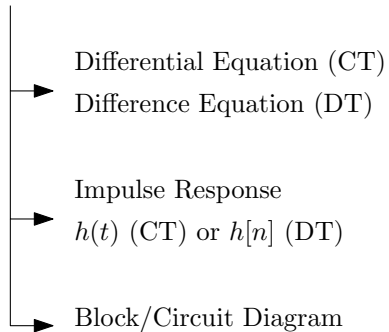 Differential Equation (CT)
Difference Equation (DT)
Impulse Response
h(t) (CT) or h[n] (DT)
Block/Circuit Diagram